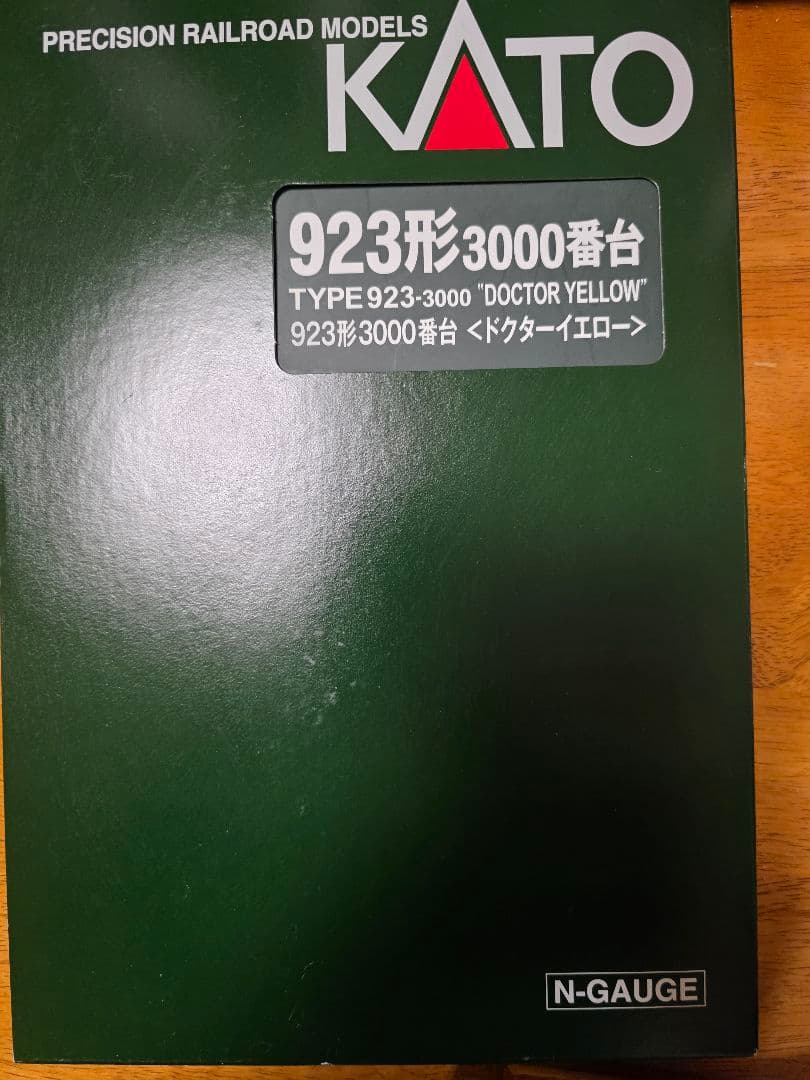 PRECISION RAILROAD MODELS
KATO
923形3000番台
TYPE 923-3000 "DOCTOR YELLOW"
923形3000番台 <ドクターイエロー>
N-GAUGE